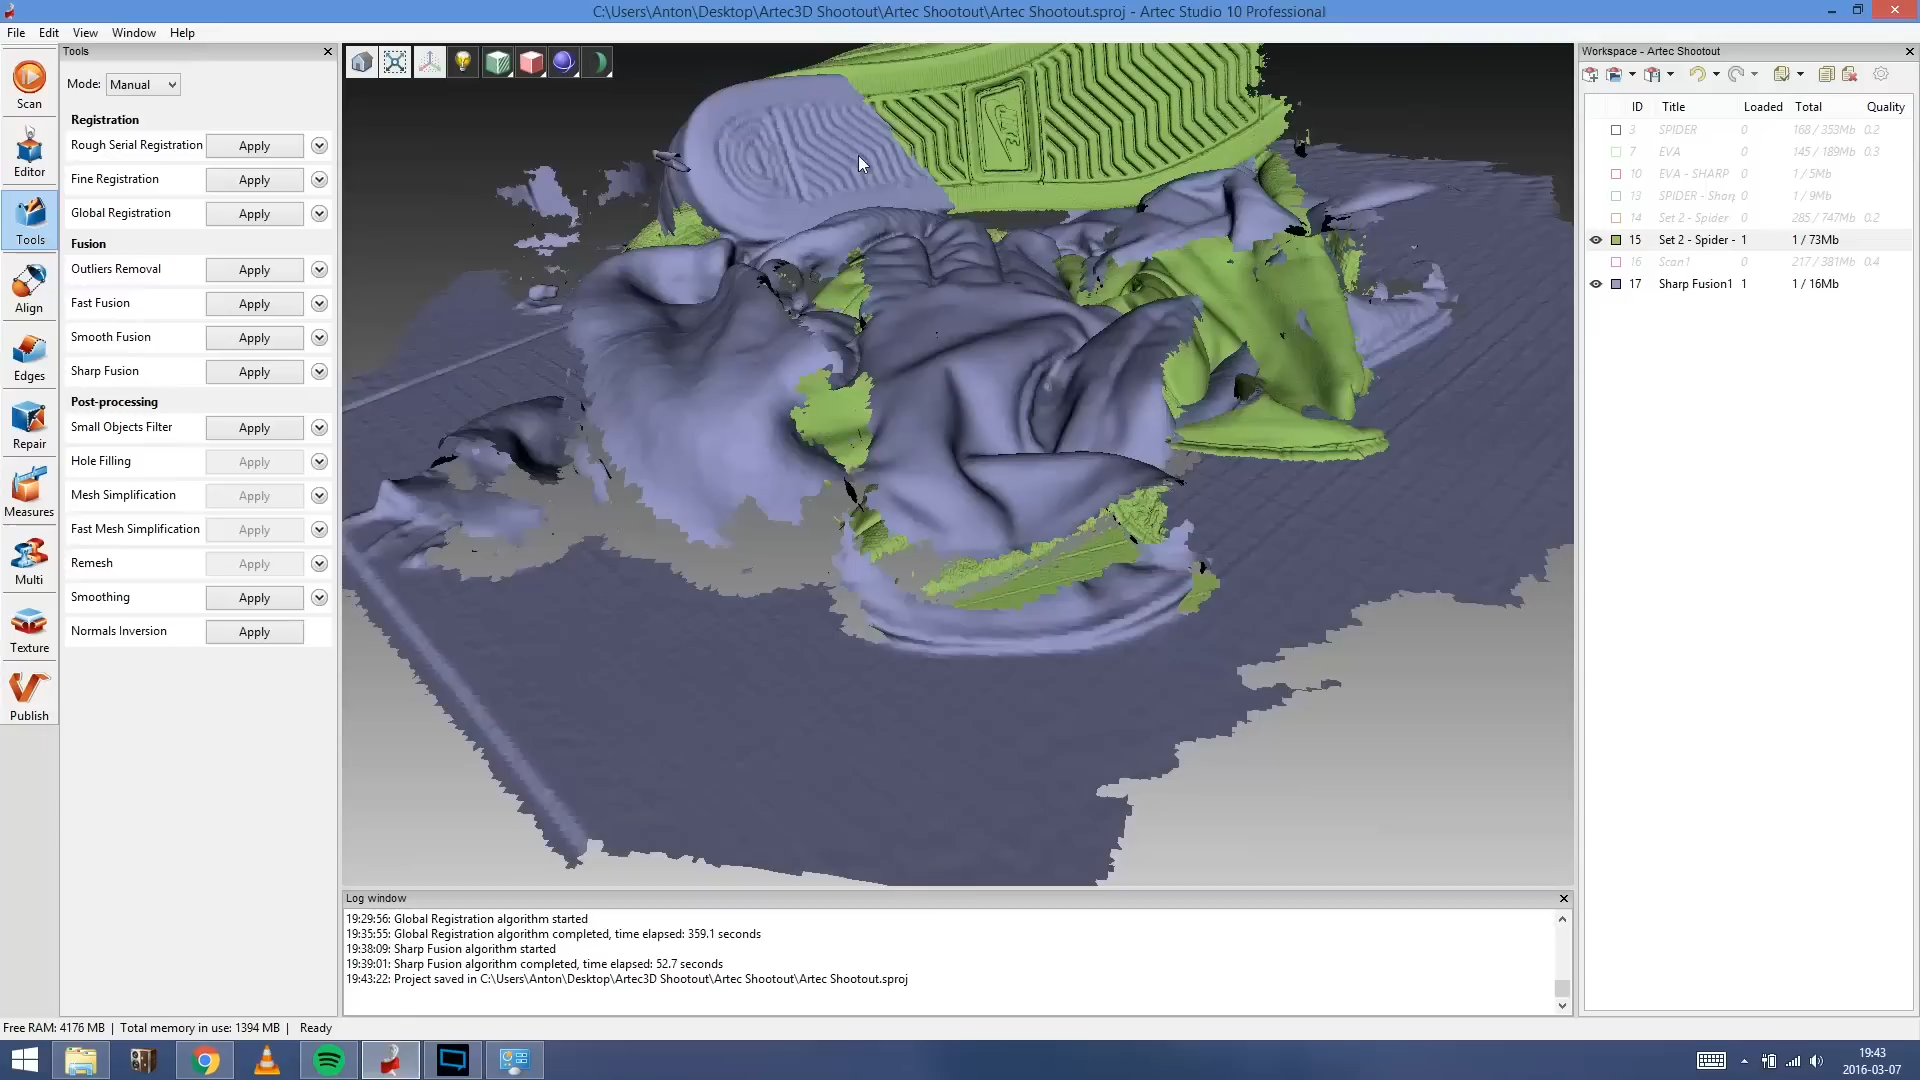 C:\Users\Anton\Desktop\Artec3D Shootout\Artec Shootout\Artec Shootout.sproj - Artec Studio 10 Professional
File Edit View Window Help
Tools
Mode: Manual
Registration
Rough Serial Registration Apply
Fine Registration Apply
Global Registration Apply
Fusion
Outliers Removal Apply
Fast Fusion Apply
Smooth Fusion Apply
Sharp Fusion Apply
Post-processing
Small Objects Filter Apply
Hole Filling Apply
Mesh Simplification Apply
Fast Mesh Simplification Apply
Remesh Apply
Smoothing Apply
Normals Inversion Apply
Scan
Editor
Tools
Align
Edges
Repair
Measures
Multi
Texture
Publish
NIKE
Workspace - Artec Shootout
ID Title Loaded Total Quality
3 SPIDER 0 168 / 353Mb 0.2
7 EVA 0 145 / 189Mb 0.3
10 EVA - SHARP 0 1 / 5Mb
13 SPIDER - Sharp 0 1 / 9Mb
14 Set 2 - Spider 0 285 / 747Mb 0.2
15 Set 2 - Spider - 1 1 / 73Mb
16 Scan1 0 217 / 381Mb 0.4
17 Sharp Fusion1 1 1 / 16Mb
Log window
19:29:56: Global Registration algorithm started
19:35:55: Global Registration algorithm completed, time elapsed: 359.1 seconds
19:38:09: Sharp Fusion algorithm started
19:39:01: Sharp Fusion algorithm completed, time elapsed: 52.7 seconds
19:43:22: Project saved in C:\Users\Anton\Desktop\Artec3D Shootout\Artec Shootout\Artec Shootout.sproj
Free RAM: 4176 MB | Total memory in use: 1394 MB | Ready
19:43
2016-03-07